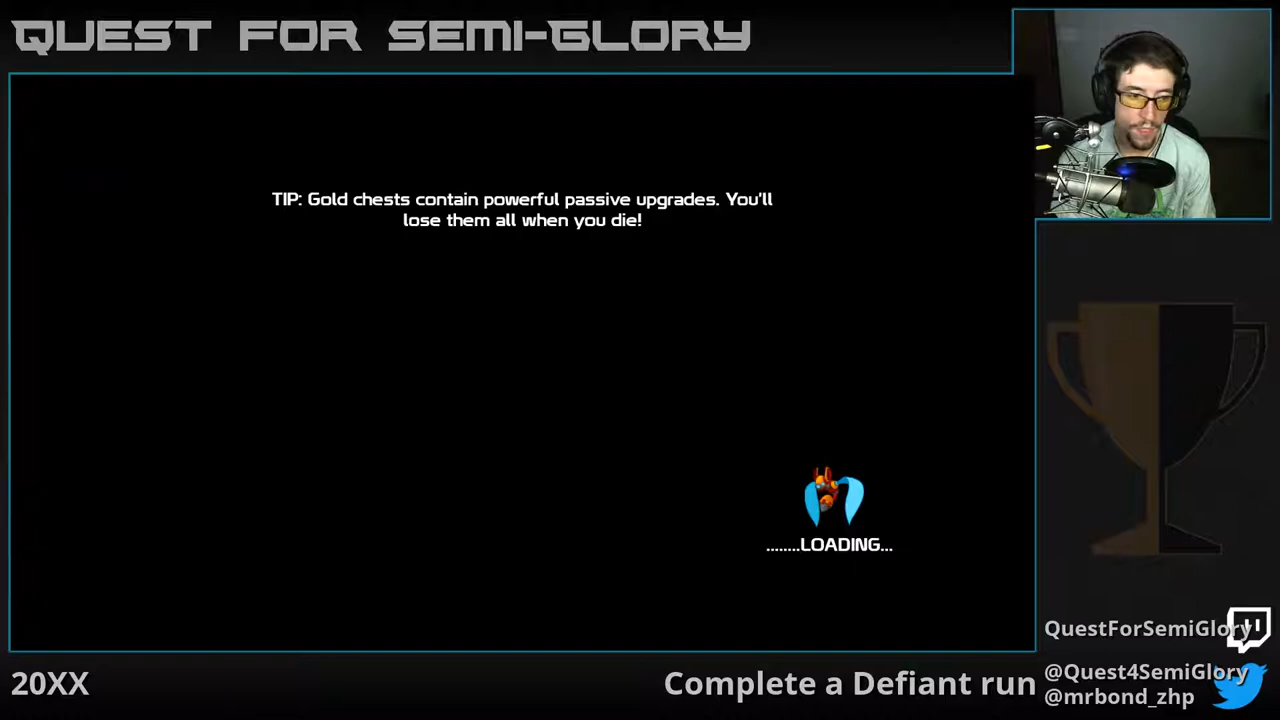 QUEST FOR SEMI-GLORY
TIP: Gold chests contain powerful passive upgrades. You'll
lose them all when you die!
........LOADING...
QuestForSemiGlory
@Quest4SemiGlory
@mrbond_zhp
20XX
Complete a Defiant run